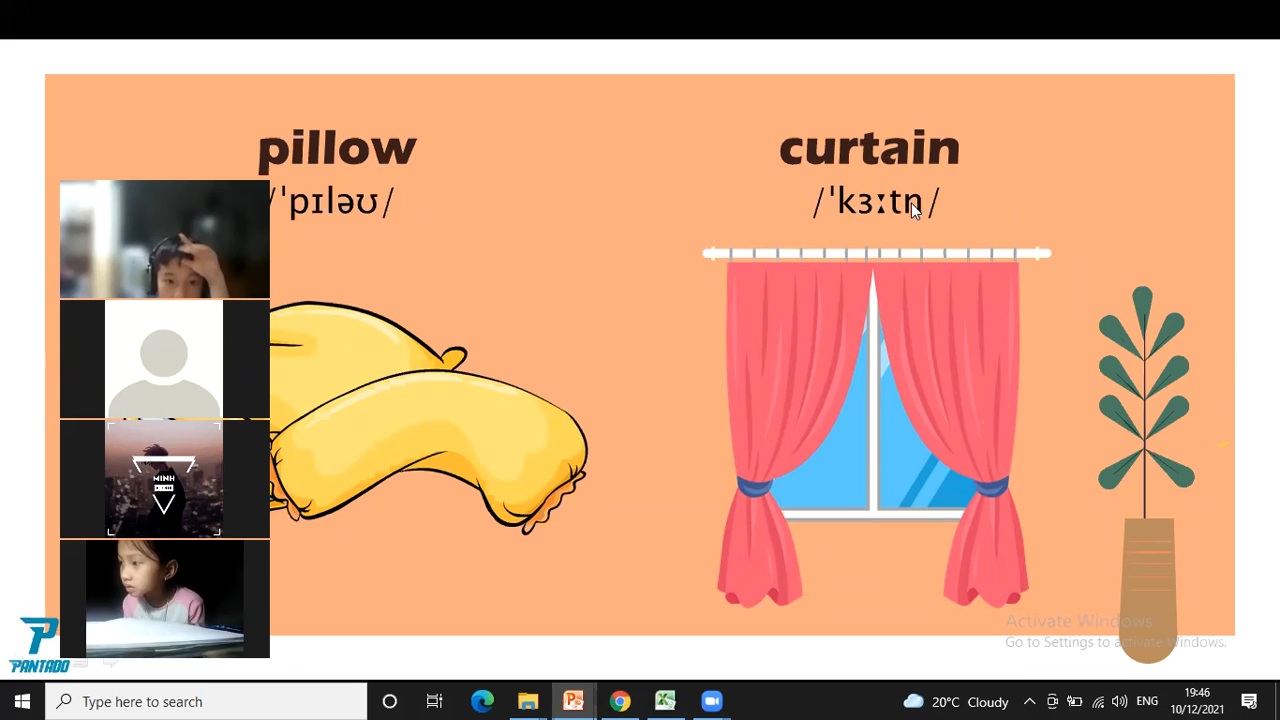 pillow
curtain
/ˈpɪləʊ/
/ˈkɜːtn/
MINH
PANTADO
Activate Windows
Go to Settings to activate Windows.
Type here to search
20°C Cloudy
ENG
19:46
10/12/2021